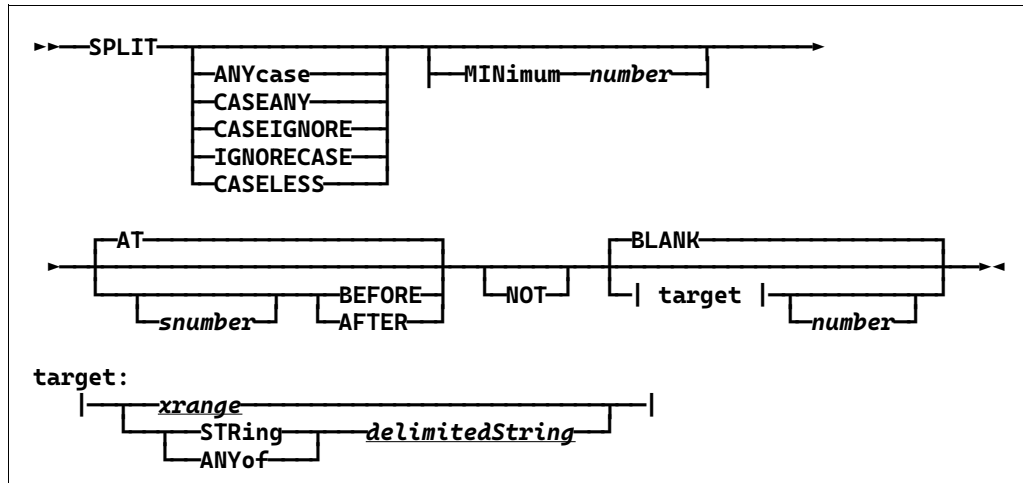 SPLIT
ANYcase MINimum number
CASEANY
CASEIGNORE
IGNORECASE
CASELESS
AT BLANK
BEFORE NOT target
snumber AFTER number
target:
xrange
STRing delimitedString
ANYof